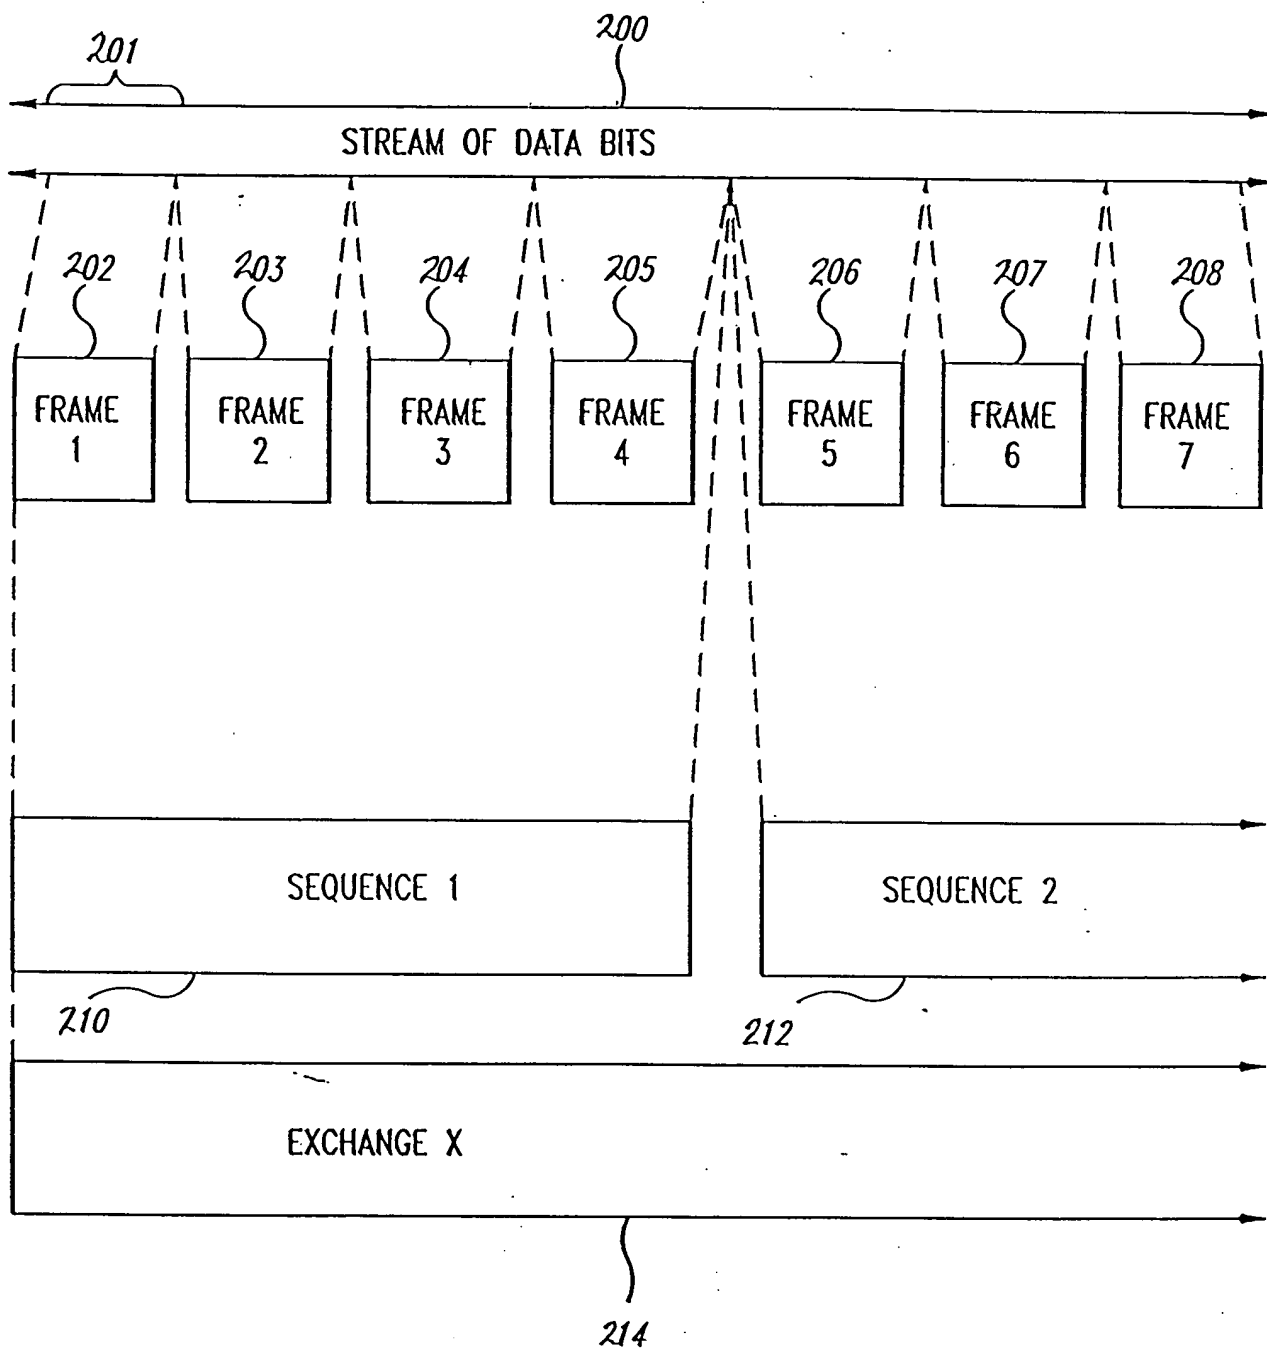 201
200
STREAM OF DATA BITS
202
203
204
205
206
207
208
FRAME
1
FRAME
2
FRAME
3
FRAME
4
FRAME
5
FRAME
6
FRAME
7
SEQUENCE 1
SEQUENCE 2
210
212
EXCHANGE X
214